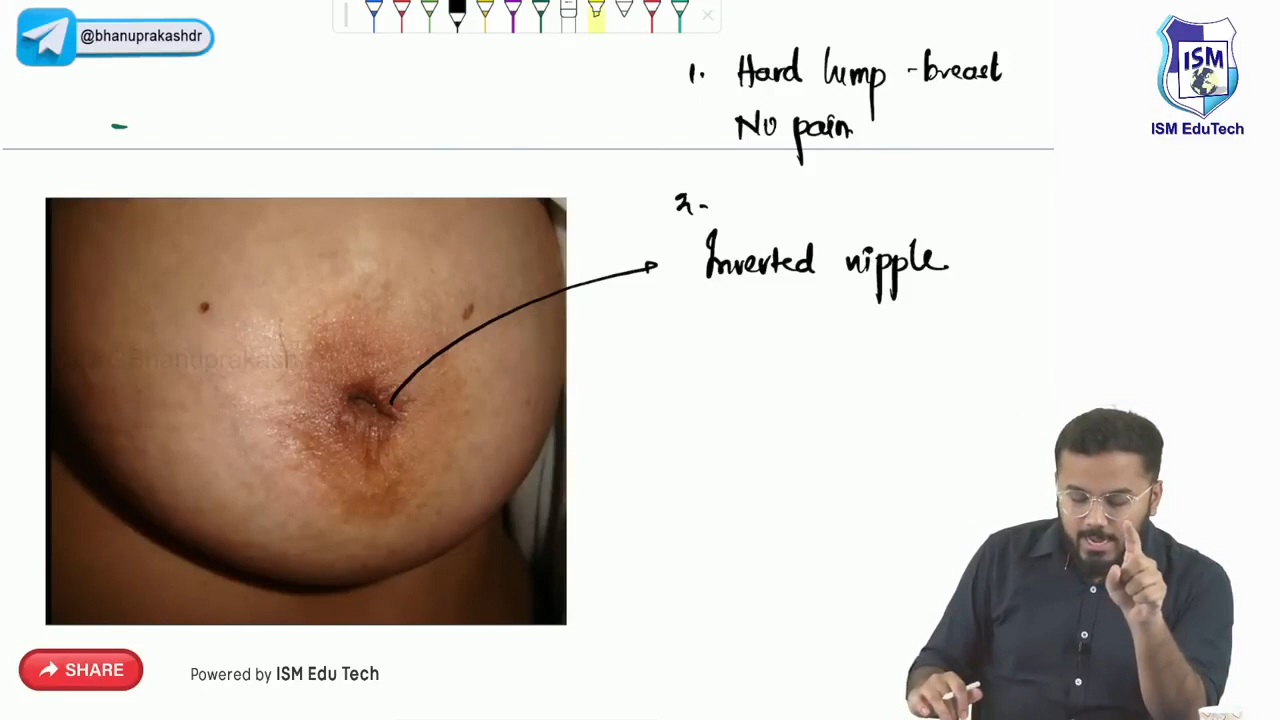 @bhanuprakashdr
1. Hard lump - breast
No pain
ISM
ISM EduTech
2.
Inverted nipple
Bhanuprakash
SHARE
Powered by ISM Edu Tech